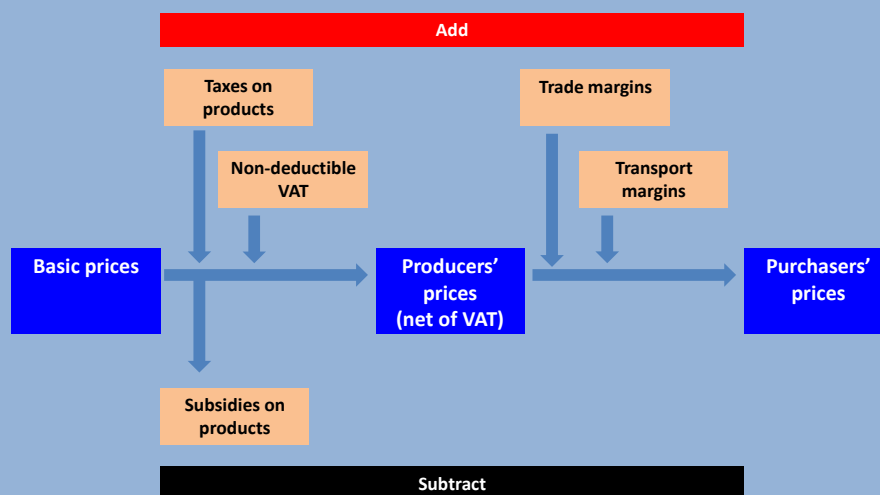 Add
Taxes on
products
Trade margins
Non-deductible
VAT
Transport
margins
Basic prices
Producers’
prices
(net of VAT)
Purchasers’
prices
Subsidies on
products
Subtract